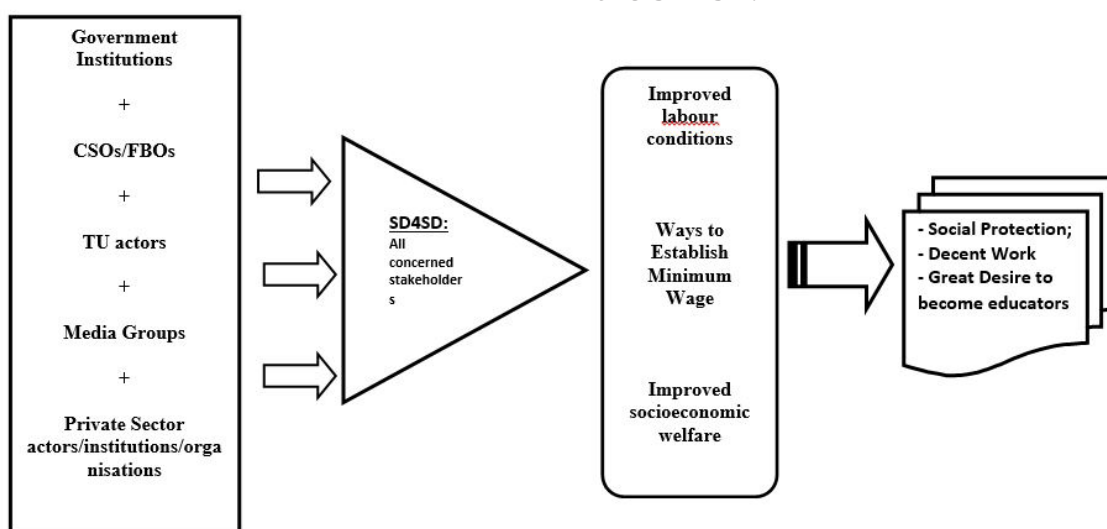 Government
Institutions
+
CSOs/FBOs
+
TU actors
+
Media Groups
+
Private Sector
actors/institutions/orga
nisations
SD4SD:
All
concerned
stakeholder
s
Improved
labour
conditions
Ways to
Establish
Minimum
Wage
Improved
socioeconomic
welfare
- Social Protection;
- Decent Work
- Great Desire to
become educators